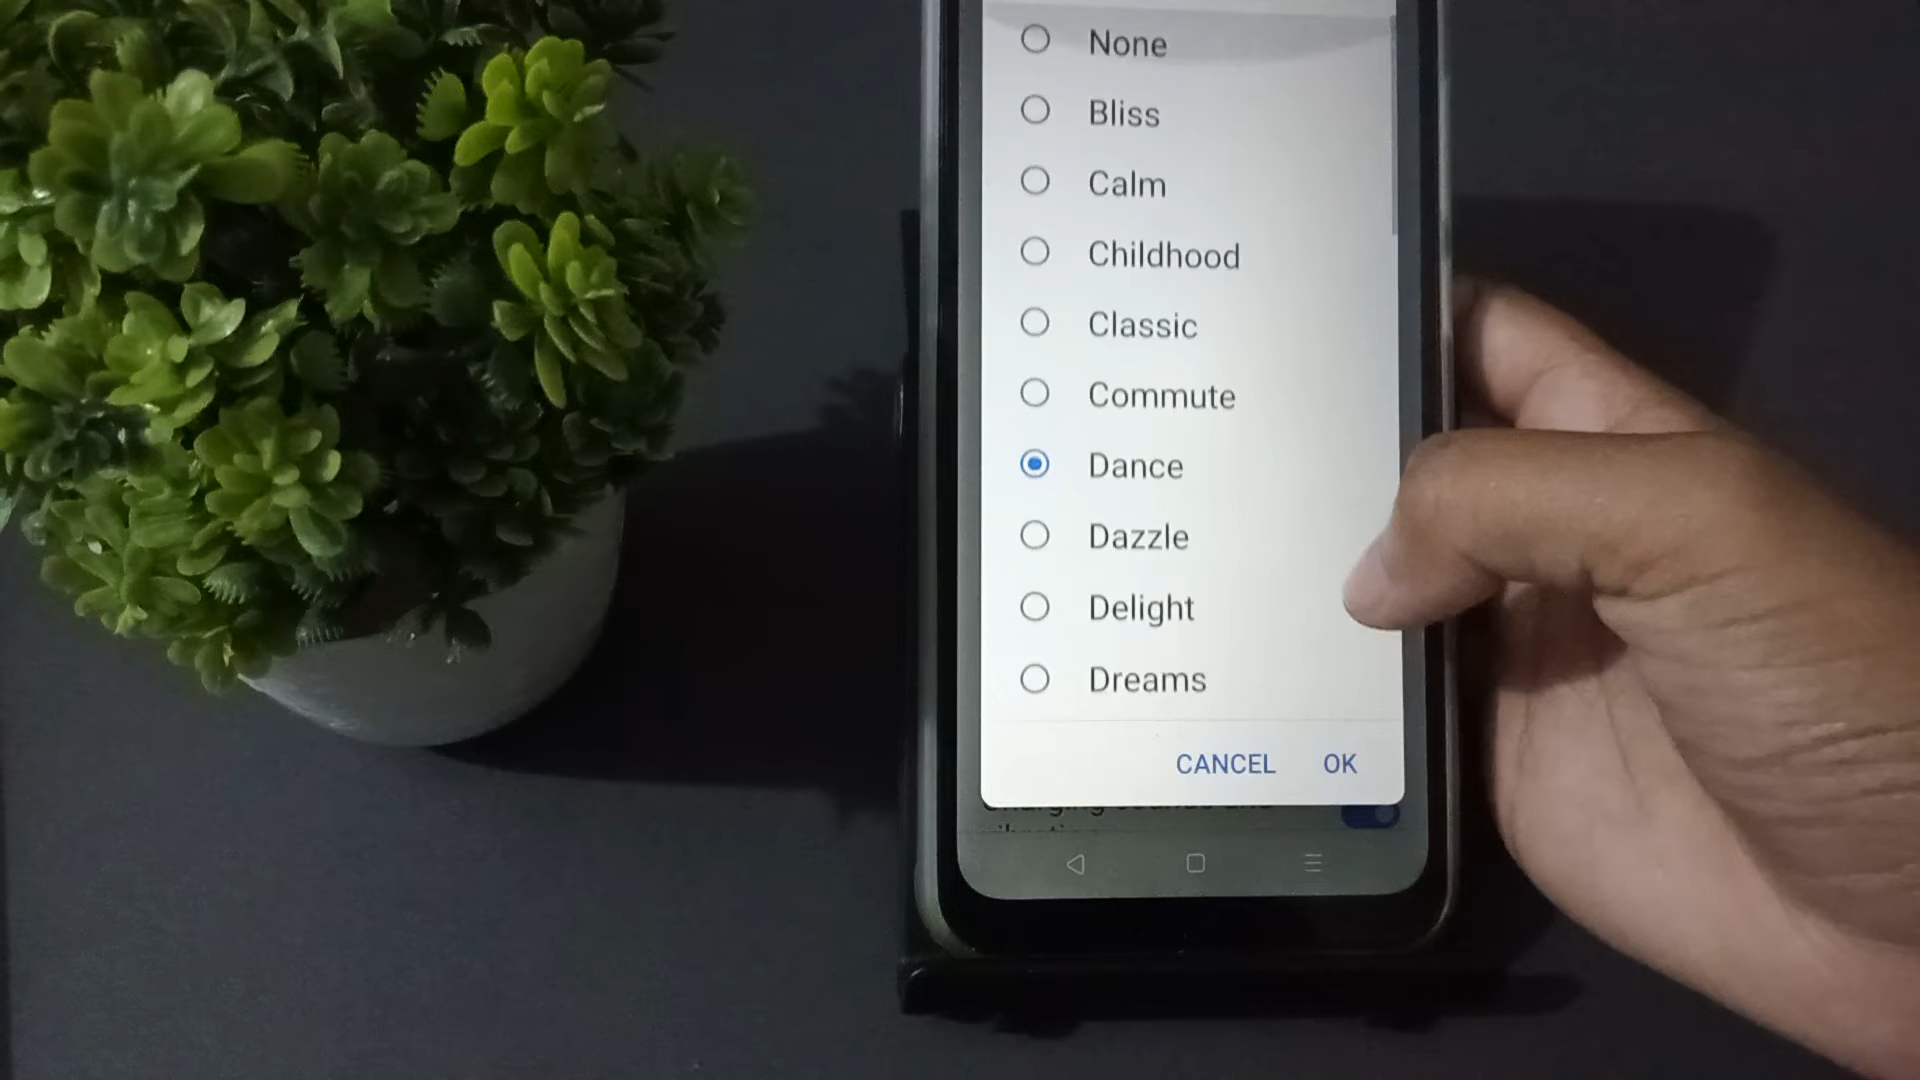 None
Bliss
Calm
Childhood
Classic
Commute
Dance
Dazzle
Delight
Dreams
CANCEL OK